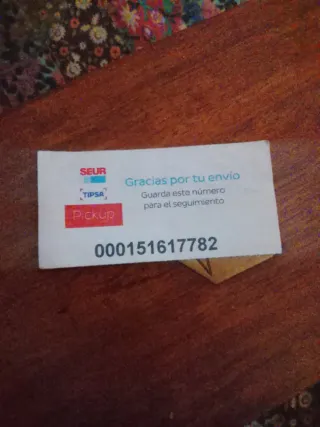 SEUR
TIPSA
Pickup
Gracias por tu envío
Guarda este número
para el seguimiento
000151617782